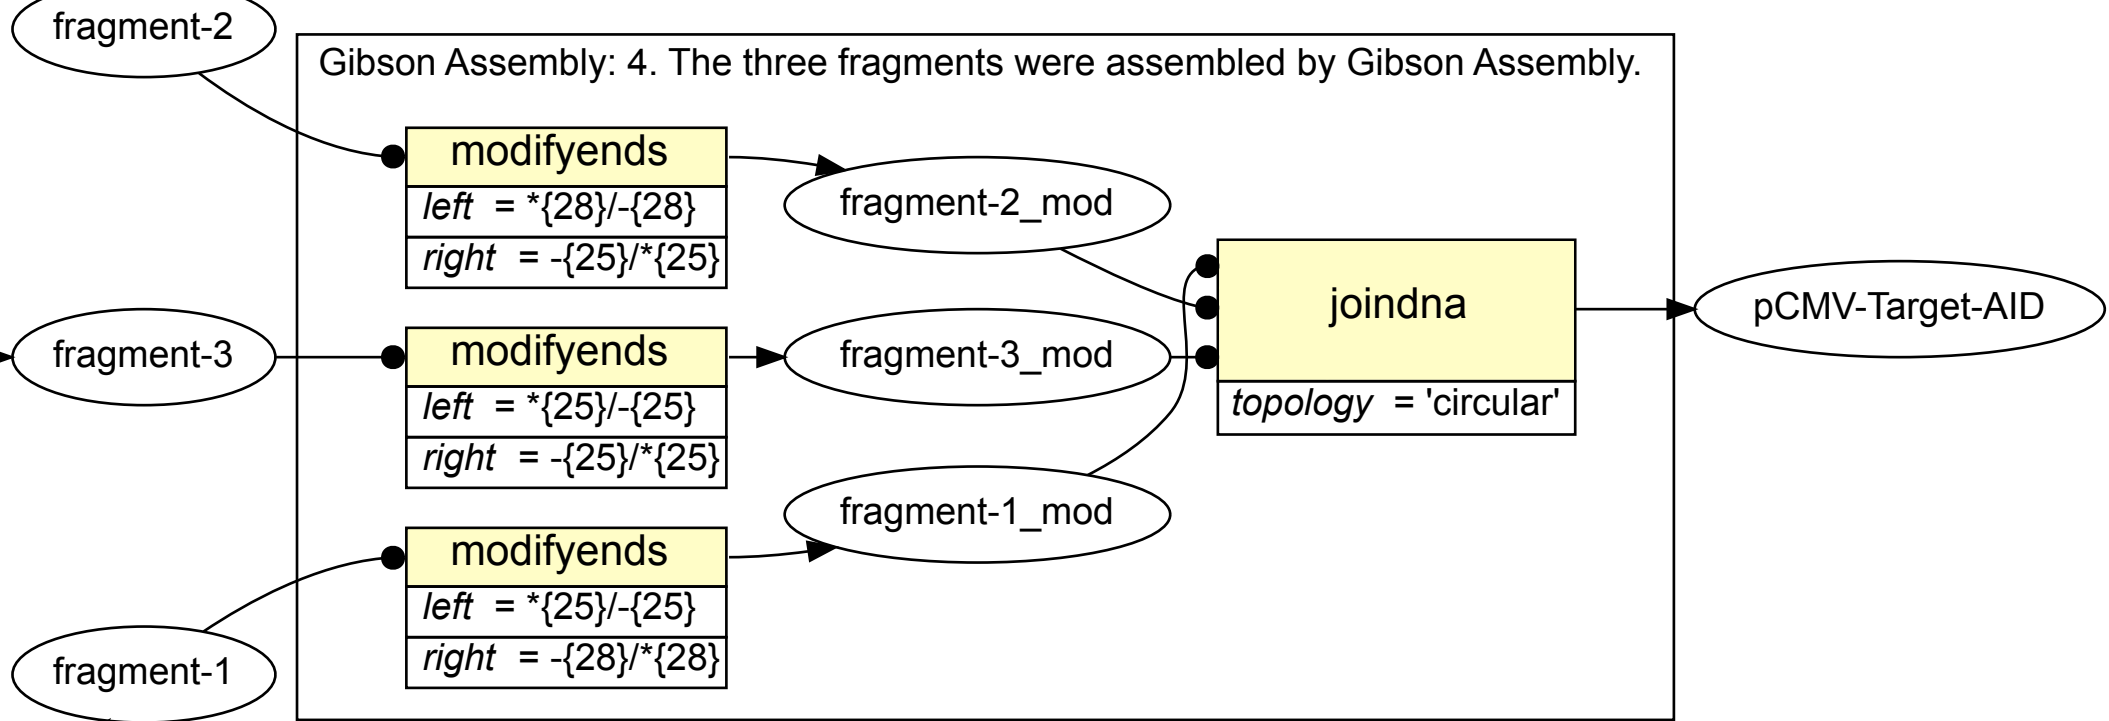 fragment-2
Gibson Assembly: 4. The three fragments were assembled by Gibson Assembly.
modifyends
left = *{28}/-{28}
right = -{25}/*{25}
fragment-2_mod
fragment-3
modifyends
left = *{25}/-{25}
right = -{25}/*{25}
fragment-3_mod
joindna
topology = 'circular'
pCMV-Target-AID
fragment-1
modifyends
left = *{25}/-{25}
right = -{28}/*{28}
fragment-1_mod